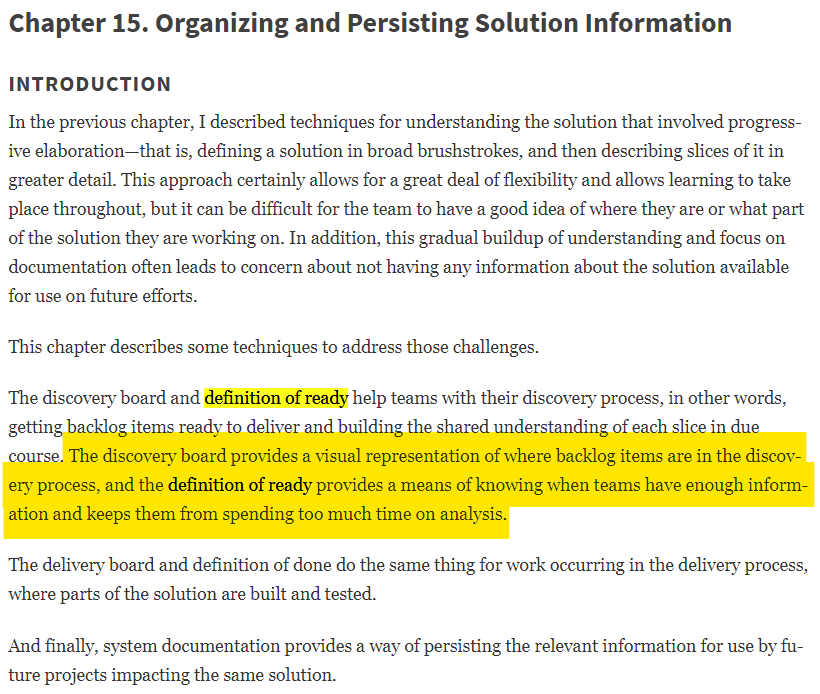 Chapter 15. Organizing and Persisting Solution Information
INTRODUCTION
In the previous chapter, I described techniques for understanding the solution that involved progress-
ive elaboration—that is, defining a solution in broad brushstrokes, and then describing slices of it in
greater detail. This approach certainly allows for a great deal of flexibility and allows learning to take
place throughout, but it can be difficult for the team to have a good idea of where they are or what part
of the solution they are working on. In addition, this gradual buildup of understanding and focus on
documentation often leads to concern about not having any information about the solution available
for use on future efforts.
This chapter describes some techniques to address those challenges.
The discovery board and definition of ready help teams with their discovery process, in other words,
getting backlog items ready to deliver and building the shared understanding of each slice in due
course. The discovery board provides a visual representation of where backlog items are in the discov-
ery process, and the definition of ready provides a means of knowing when teams have enough inform-
ation and keeps them from spending too much time on analysis.
The delivery board and definition of done do the same thing for work occurring in the delivery process,
where parts of the solution are built and tested.
And finally, system documentation provides a way of persisting the relevant information for use by fu-
ture projects impacting the same solution.